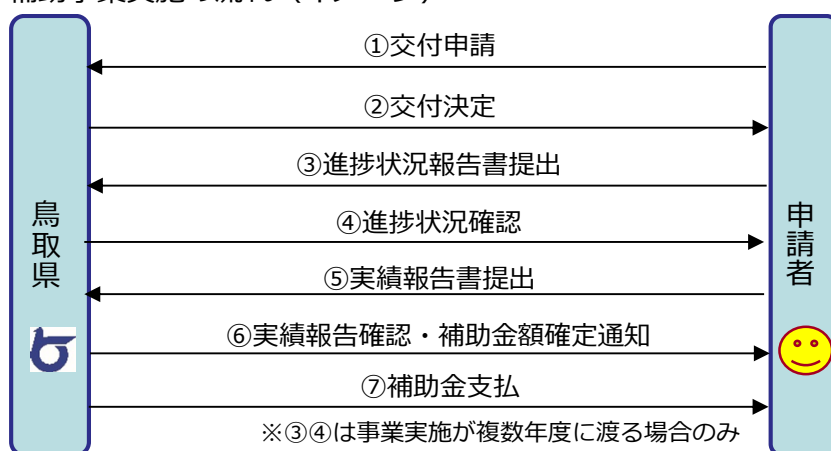 ①交付申請
②交付決定
③進捗状況報告書提出
④進捗状況確認
⑤実績報告書提出
⑥実績報告確認・補助金額確定通知
⑦補助金支払
※③④は事業実施が複数年度に渡る場合のみ
鳥取県
申請者